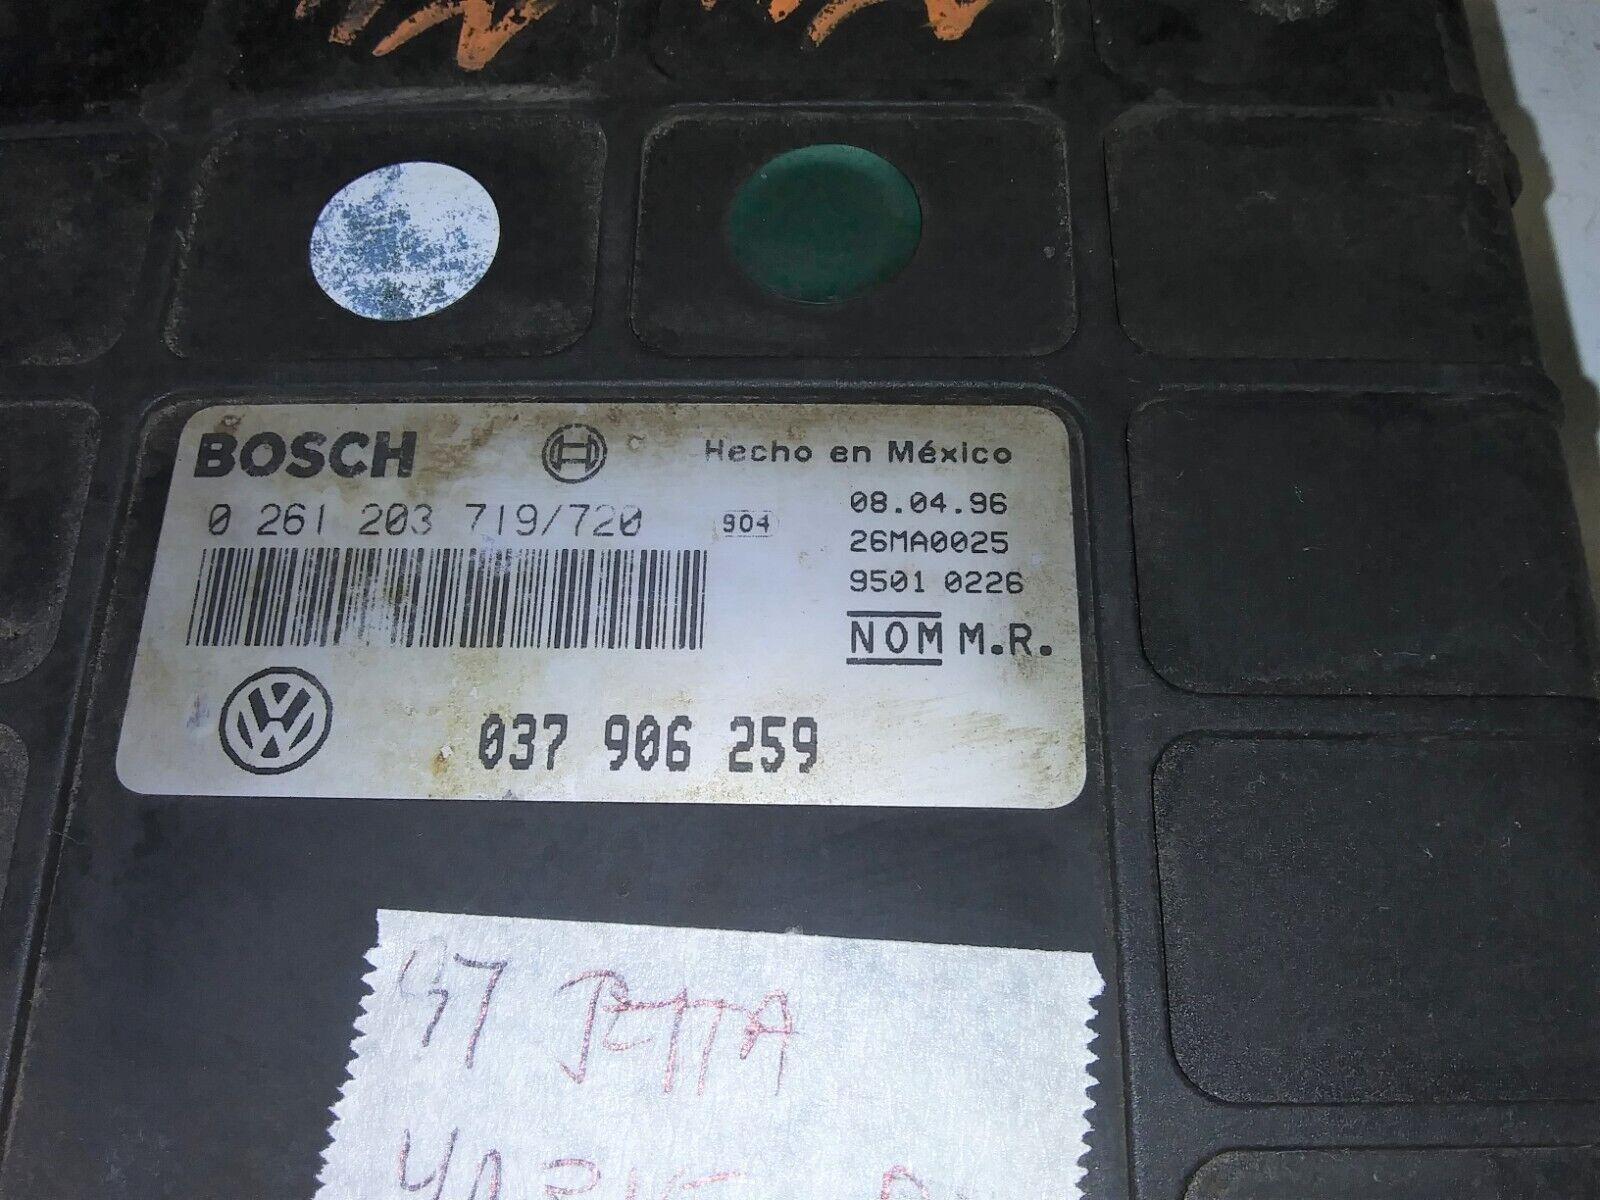 BOSCH Hecho en México
0 261 203 719/720 904 08.04.96
26MA0025
9501 0226
NOM M.R.
037 906 259
97 JETTA